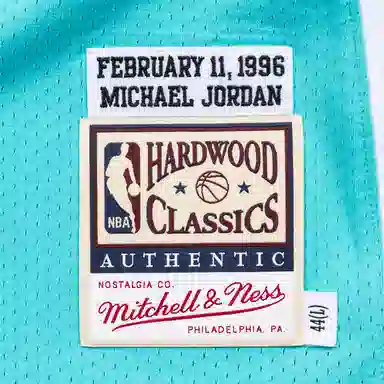 FEBRUARY 11, 1996
MICHAEL JORDAN
HARDWOOD
CLASSICS
NBA
AUTHENTIC
NOSTALGIA CO.
Mitchell & Ness
PHILADELPHIA, PA.
44(L)